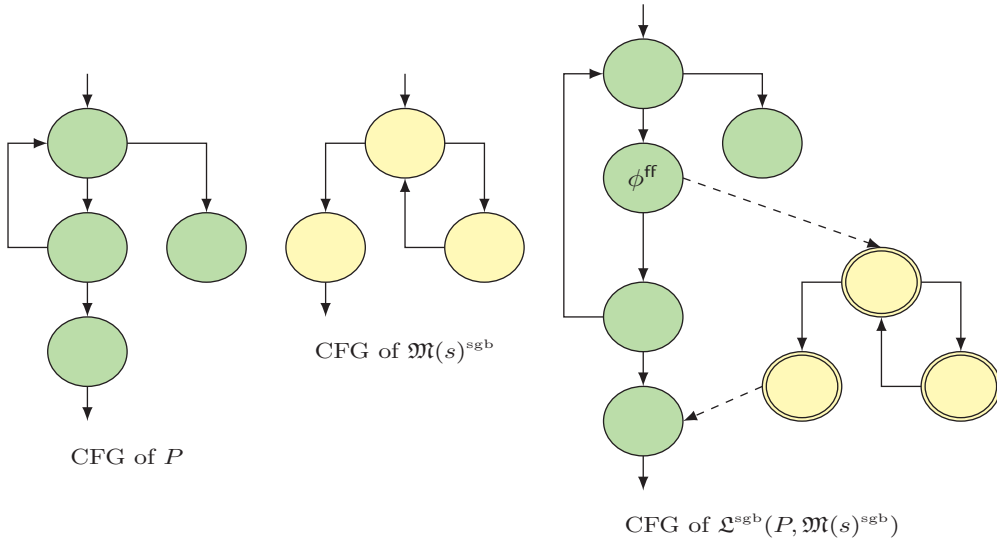 ϕ^ff
CFG of 𝔐(s)^sgb
CFG of P
CFG of 𝔏^sgb(P, 𝔐(s)^sgb)